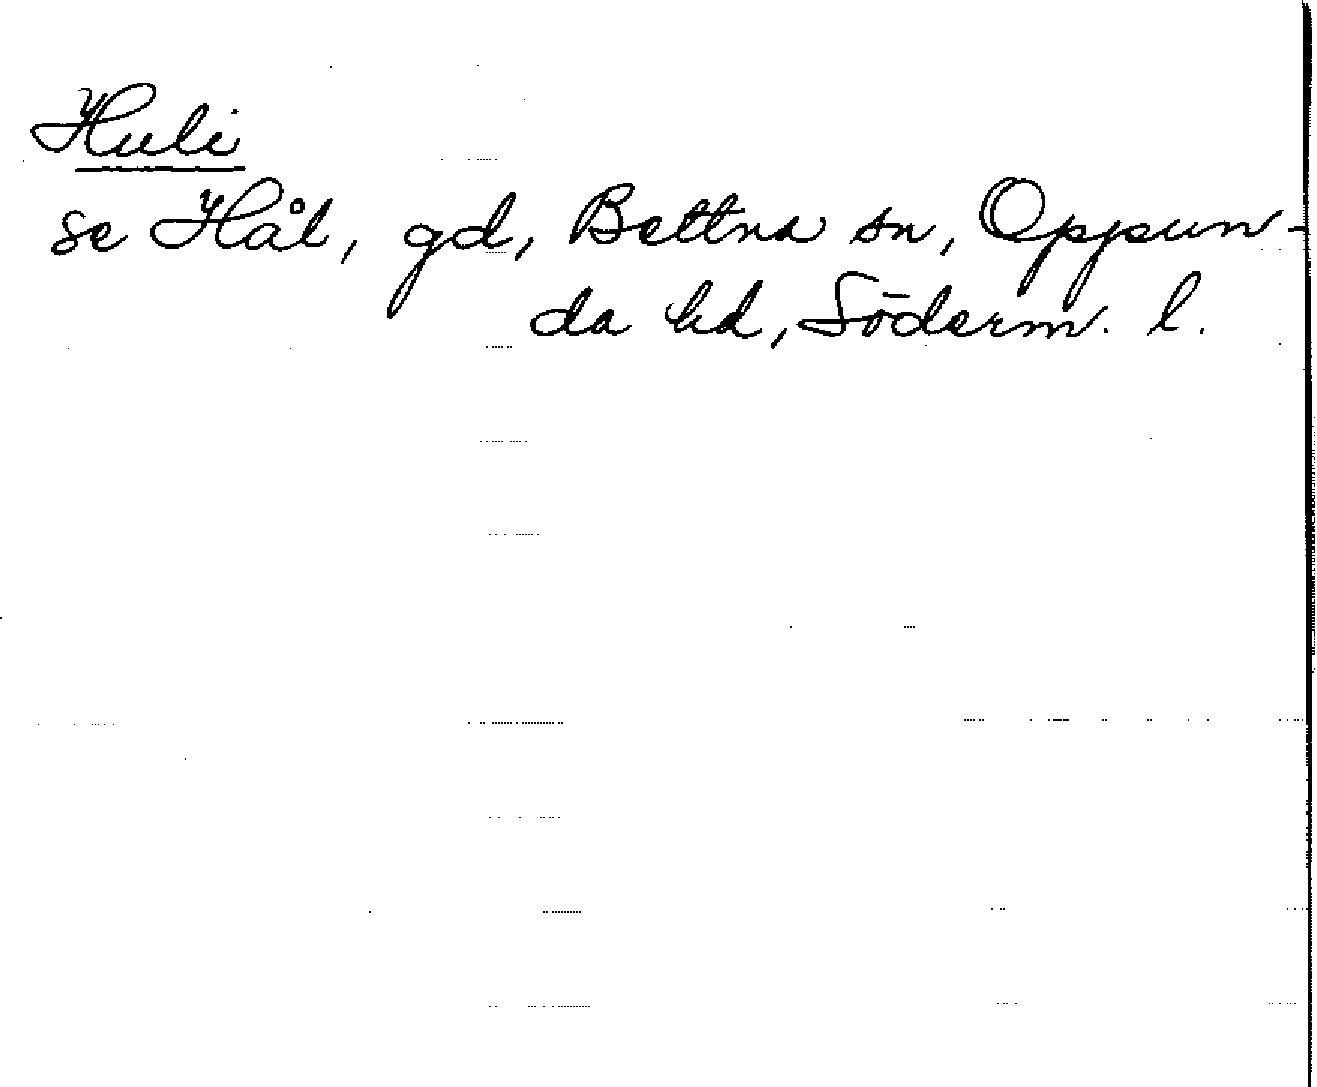 Huli
se Hål, gd, Bettna sn, Oppun-
da hd, Söderm. l.